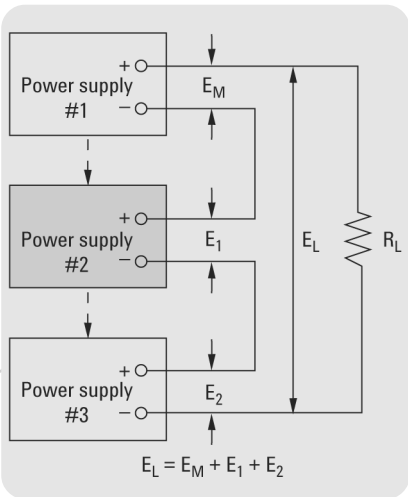 +
Power supply
#1
−
E_M
+
Power supply
#2
−
E_1
E_L
R_L
+
Power supply
#3
−
E_2
E_L = E_M + E_1 + E_2